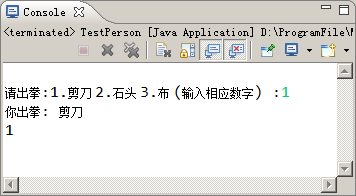 Console
<terminated> TestPerson [Java Application] D:\ProgramFile\M
请出拳:1.剪刀 2.石头 3.布 (输入相应数字) :1
你出拳: 剪刀
1